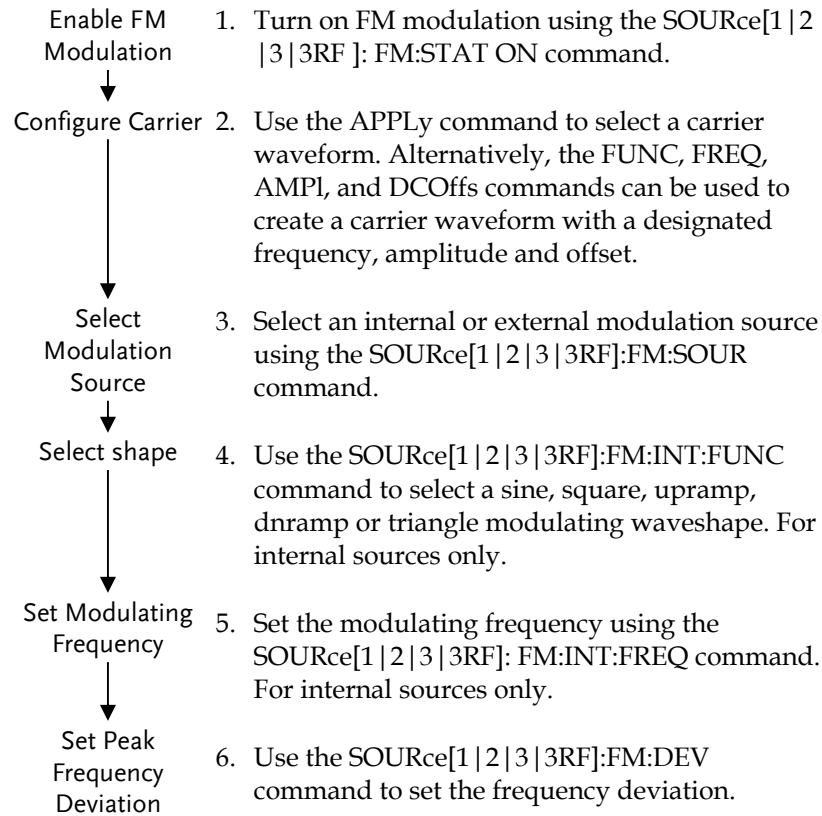 Enable FM
Modulation
1. Turn on FM modulation using the SOURce[1|2
|3|3RF ]: FM:STAT ON command.
Configure Carrier
2. Use the APPLy command to select a carrier
waveform. Alternatively, the FUNC, FREQ,
AMPl, and DCOffs commands can be used to
create a carrier waveform with a designated
frequency, amplitude and offset.
Select
Modulation
Source
3. Select an internal or external modulation source
using the SOURce[1|2|3|3RF]:FM:SOUR
command.
Select shape
4. Use the SOURce[1|2|3|3RF]:FM:INT:FUNC
command to select a sine, square, upramp,
dnramp or triangle modulating waveshape. For
internal sources only.
Set Modulating
Frequency
5. Set the modulating frequency using the
SOURce[1|2|3|3RF]: FM:INT:FREQ command.
For internal sources only.
Set Peak
Frequency
Deviation
6. Use the SOURce[1|2|3|3RF]:FM:DEV
command to set the frequency deviation.